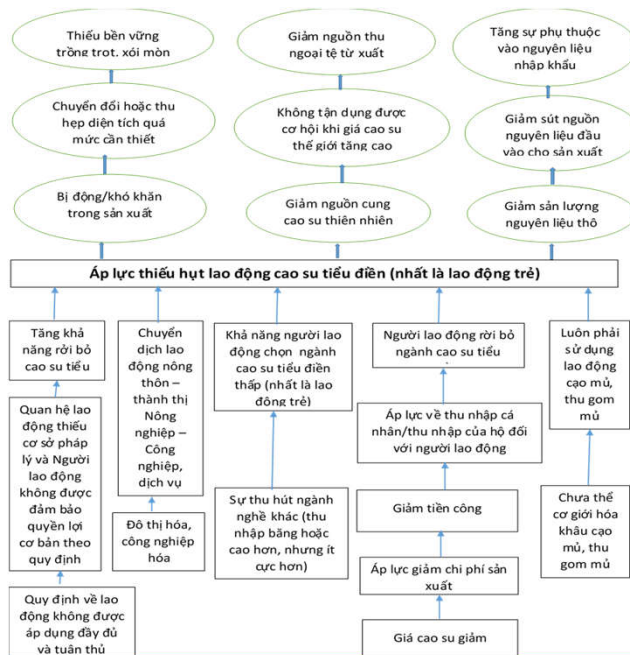 Thiếu bền vững
trồng trọt, xói mòn
Giảm nguồn thu
ngoại tệ từ xuất
Tăng sự phụ thuộc
vào nguyên liệu
nhập khẩu
Chuyển đổi hoặc thu
hẹp diện tích quá
mức cần thiết
Không tận dụng được
cơ hội khi giá cao su
thế giới tăng cao
Giảm sút nguồn
nguyên liệu đầu
vào cho sản xuất
Bị động/khó khăn
trong sản xuất
Giảm nguồn cung
cao su thiên nhiên
Giảm sản lượng
nguyên liệu thô
Áp lực thiếu hụt lao động cao su tiểu điền (nhất là lao động trẻ)
Tăng khả
năng rời bỏ
cao su tiểu
Quan hệ lao
động thiếu
cơ sở pháp
lý và Người
lao động
không được
đảm bảo
quyền lợi
cơ bản theo
quy định
Quy định về lao
động không được
áp dụng đầy đủ
và tuân thủ
Chuyển
dịch lao
động nông
thôn –
thành thị
Nông
nghiệp –
Công
nghiệp,
dịch vụ
Đô thị hóa,
công nghiệp
hóa
Khả năng người lao
động chọn ngành
cao su tiểu điền
thấp (nhất là lao
động trẻ)
Sự thu hút ngành
nghề khác (thu
nhập bằng hoặc
cao hơn, nhưng ít
cực hơn)
Người lao động rời bỏ
ngành cao su tiểu
Áp lực về thu nhập cá
nhân/thu nhập của hộ đối
với người lao động
Giảm tiền công
Áp lực giảm chi phí sản
xuất
Giá cao su giảm
Luôn phải
sử dụng
lao động
cạo mủ,
thu gom
mủ
Chưa thể
cơ giới hóa
khâu cạo
mủ, thu
gom mủ